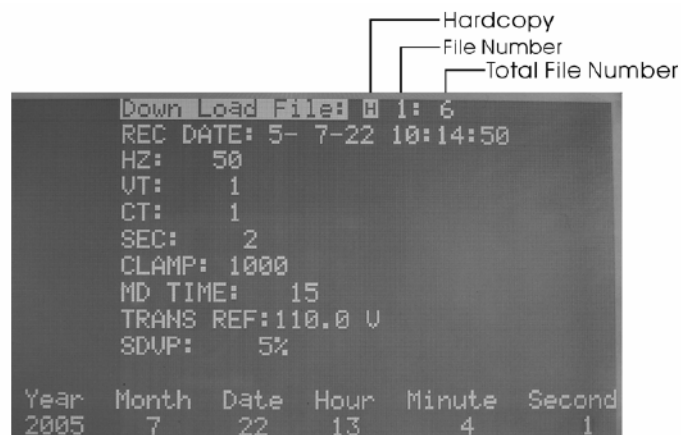 Hardcopy
File Number
Total File Number
Down Load File: H 1: 6
REC DATE: 5- 7-22 10:14:50
HZ: 50
VT: 1
CT: 1
SEC: 2
CLAMP: 1000
MD TIME: 15
TRANS REF:110.0 V
SDVP: 5%
Year Month Date Hour Minute Second
2005 7 22 13 4 1